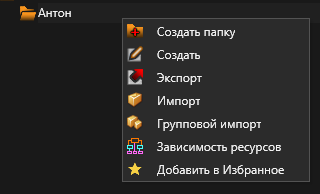 Антон
Создать папку
Создать
Экспорт
Импорт
Групповой импорт
Зависимость ресурсов
Добавить в Избранное